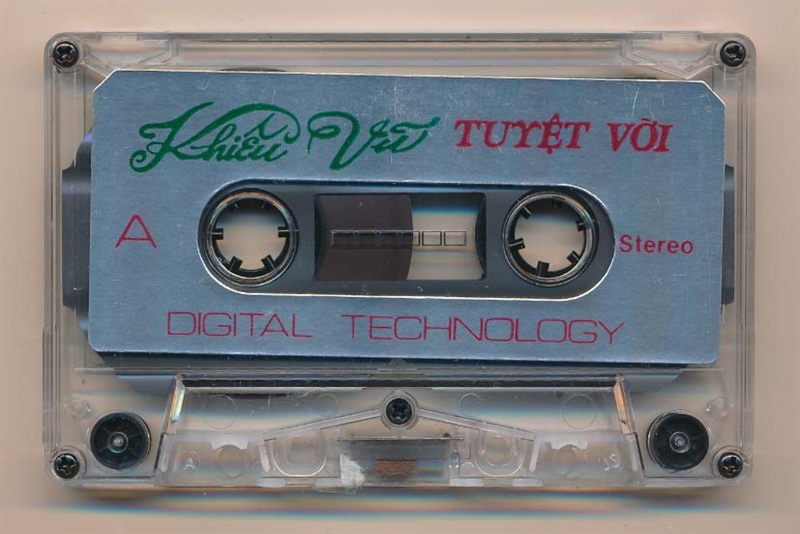 Khiêu Vũ TUYỆT VỜI
A
Stereo
DIGITAL TECHNOLOGY